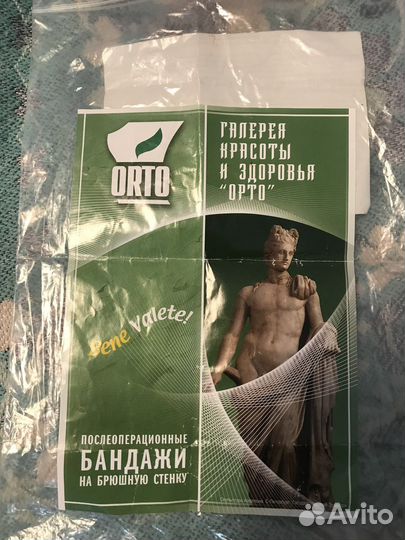 ORTO
ГАЛЕРЕЯ
КРАСОТЫ
И ЗДОРОВЬЯ
"ОРТО"
Bene Valete!
ПОСЛЕОПЕРАЦИОННЫЕ
БАНДАЖИ
НА БРЮШНУЮ СТЕНКУ
Avito